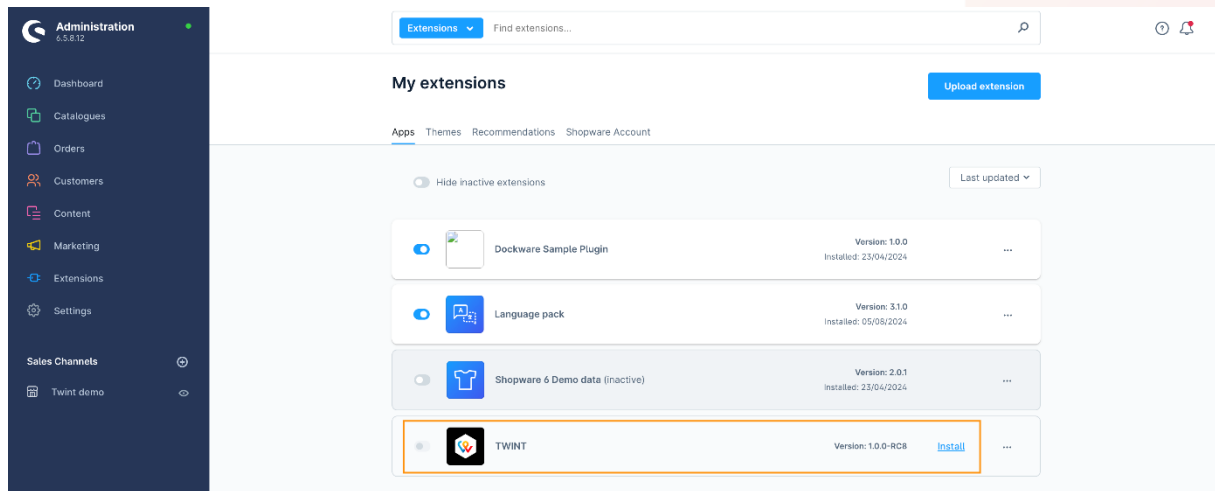 Administration
6.5.8.12
Dashboard
Catalogues
Orders
Customers
Content
Marketing
Extensions
Settings
Sales Channels
Twint demo
Extensions
Find extensions...
My extensions
Upload extension
Apps Themes Recommendations Shopware Account
Hide inactive extensions
Last updated
Dockware Sample Plugin
Version: 1.0.0
Installed: 23/04/2024
Language pack
Version: 3.1.0
Installed: 05/08/2024
Shopware 6 Demo data (inactive)
Version: 2.0.1
Installed: 23/04/2024
TWINT
Version: 1.0.0-RC8
Install